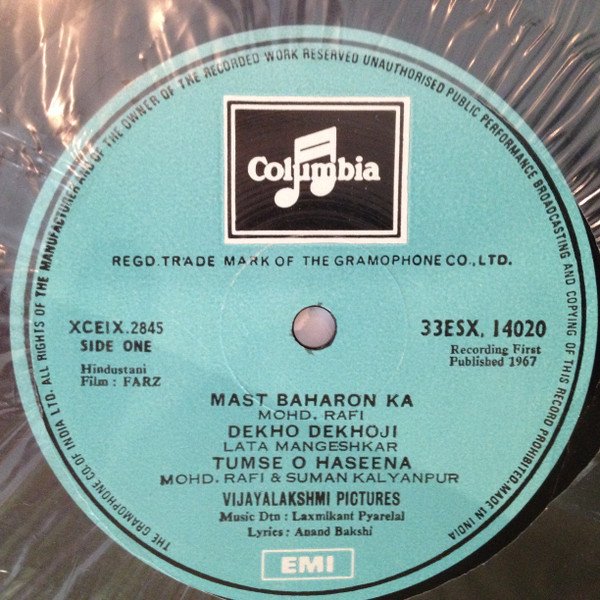 THE GRAMOPHONE CO. OF INDIA LTD. ALL RIGHTS OF THE MANUFACTURER AND OF THE OWNER OF THE RECORDED WORK RESERVED UNAUTHORISED PUBLIC PERFORMANCE BROADCASTING AND COPYING OF THIS RECORD PROHIBITED. MADE IN INDIA
Columbia
REGD. TRADE MARK OF THE GRAMOPHONE CO., LTD.
XCEIX.2845
SIDE ONE
Hindustani
Film : FARZ
33ESX. 14020
Recording First
Published 1967
MAST BAHARON KA
MOHD. RAFI
DEKHO DEKHOJI
LATA MANGESHKAR
TUMSE O HASEENA
MOHD. RAFI & SUMAN KALYANPUR
VIJAYALAKSHMI PICTURES
Music Dtn : Laxmikant Pyarelal
Lyrics : Anand Bakshi
EMI